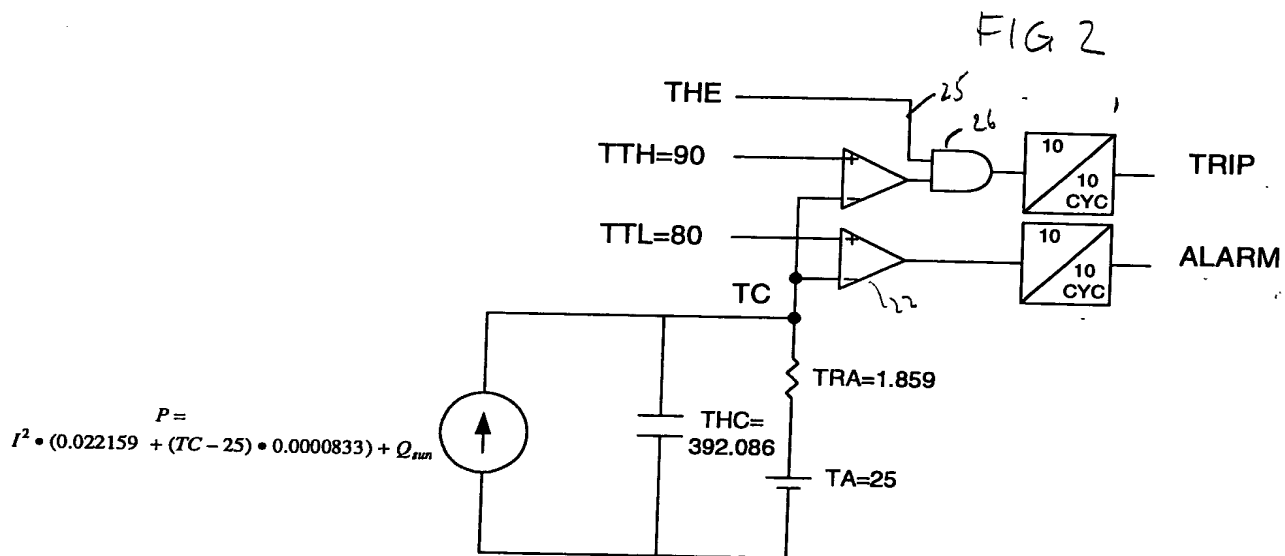 FIG 2
THE
25
26
TTH=90
+
-
10
10
CYC
TRIP
TTL=80
+
-
10
10
CYC
ALARM
22
TC
TRA=1.859
P =
I² • (0.022159 + (TC − 25) • 0.0000833) + Q_sun
THC=
392.086
TA=25